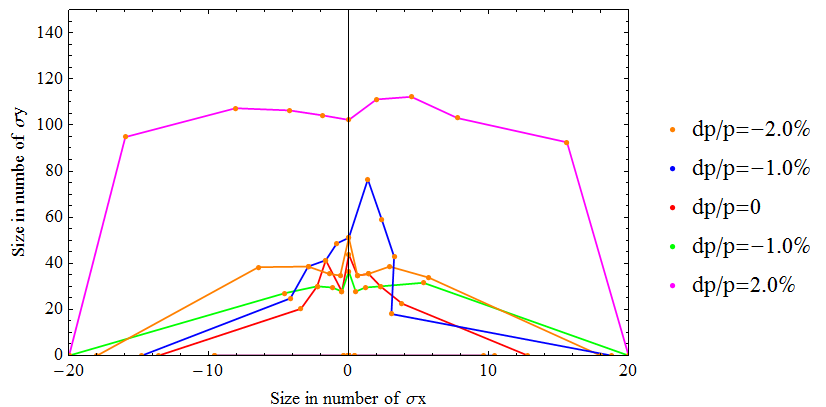 140
120
100
80
60
40
20
0
−20
−10
0
10
20
Size in numbe of σy
Size in number of σx
dp/p=−2.0%
dp/p=−1.0%
dp/p=0
dp/p=−1.0%
dp/p=2.0%